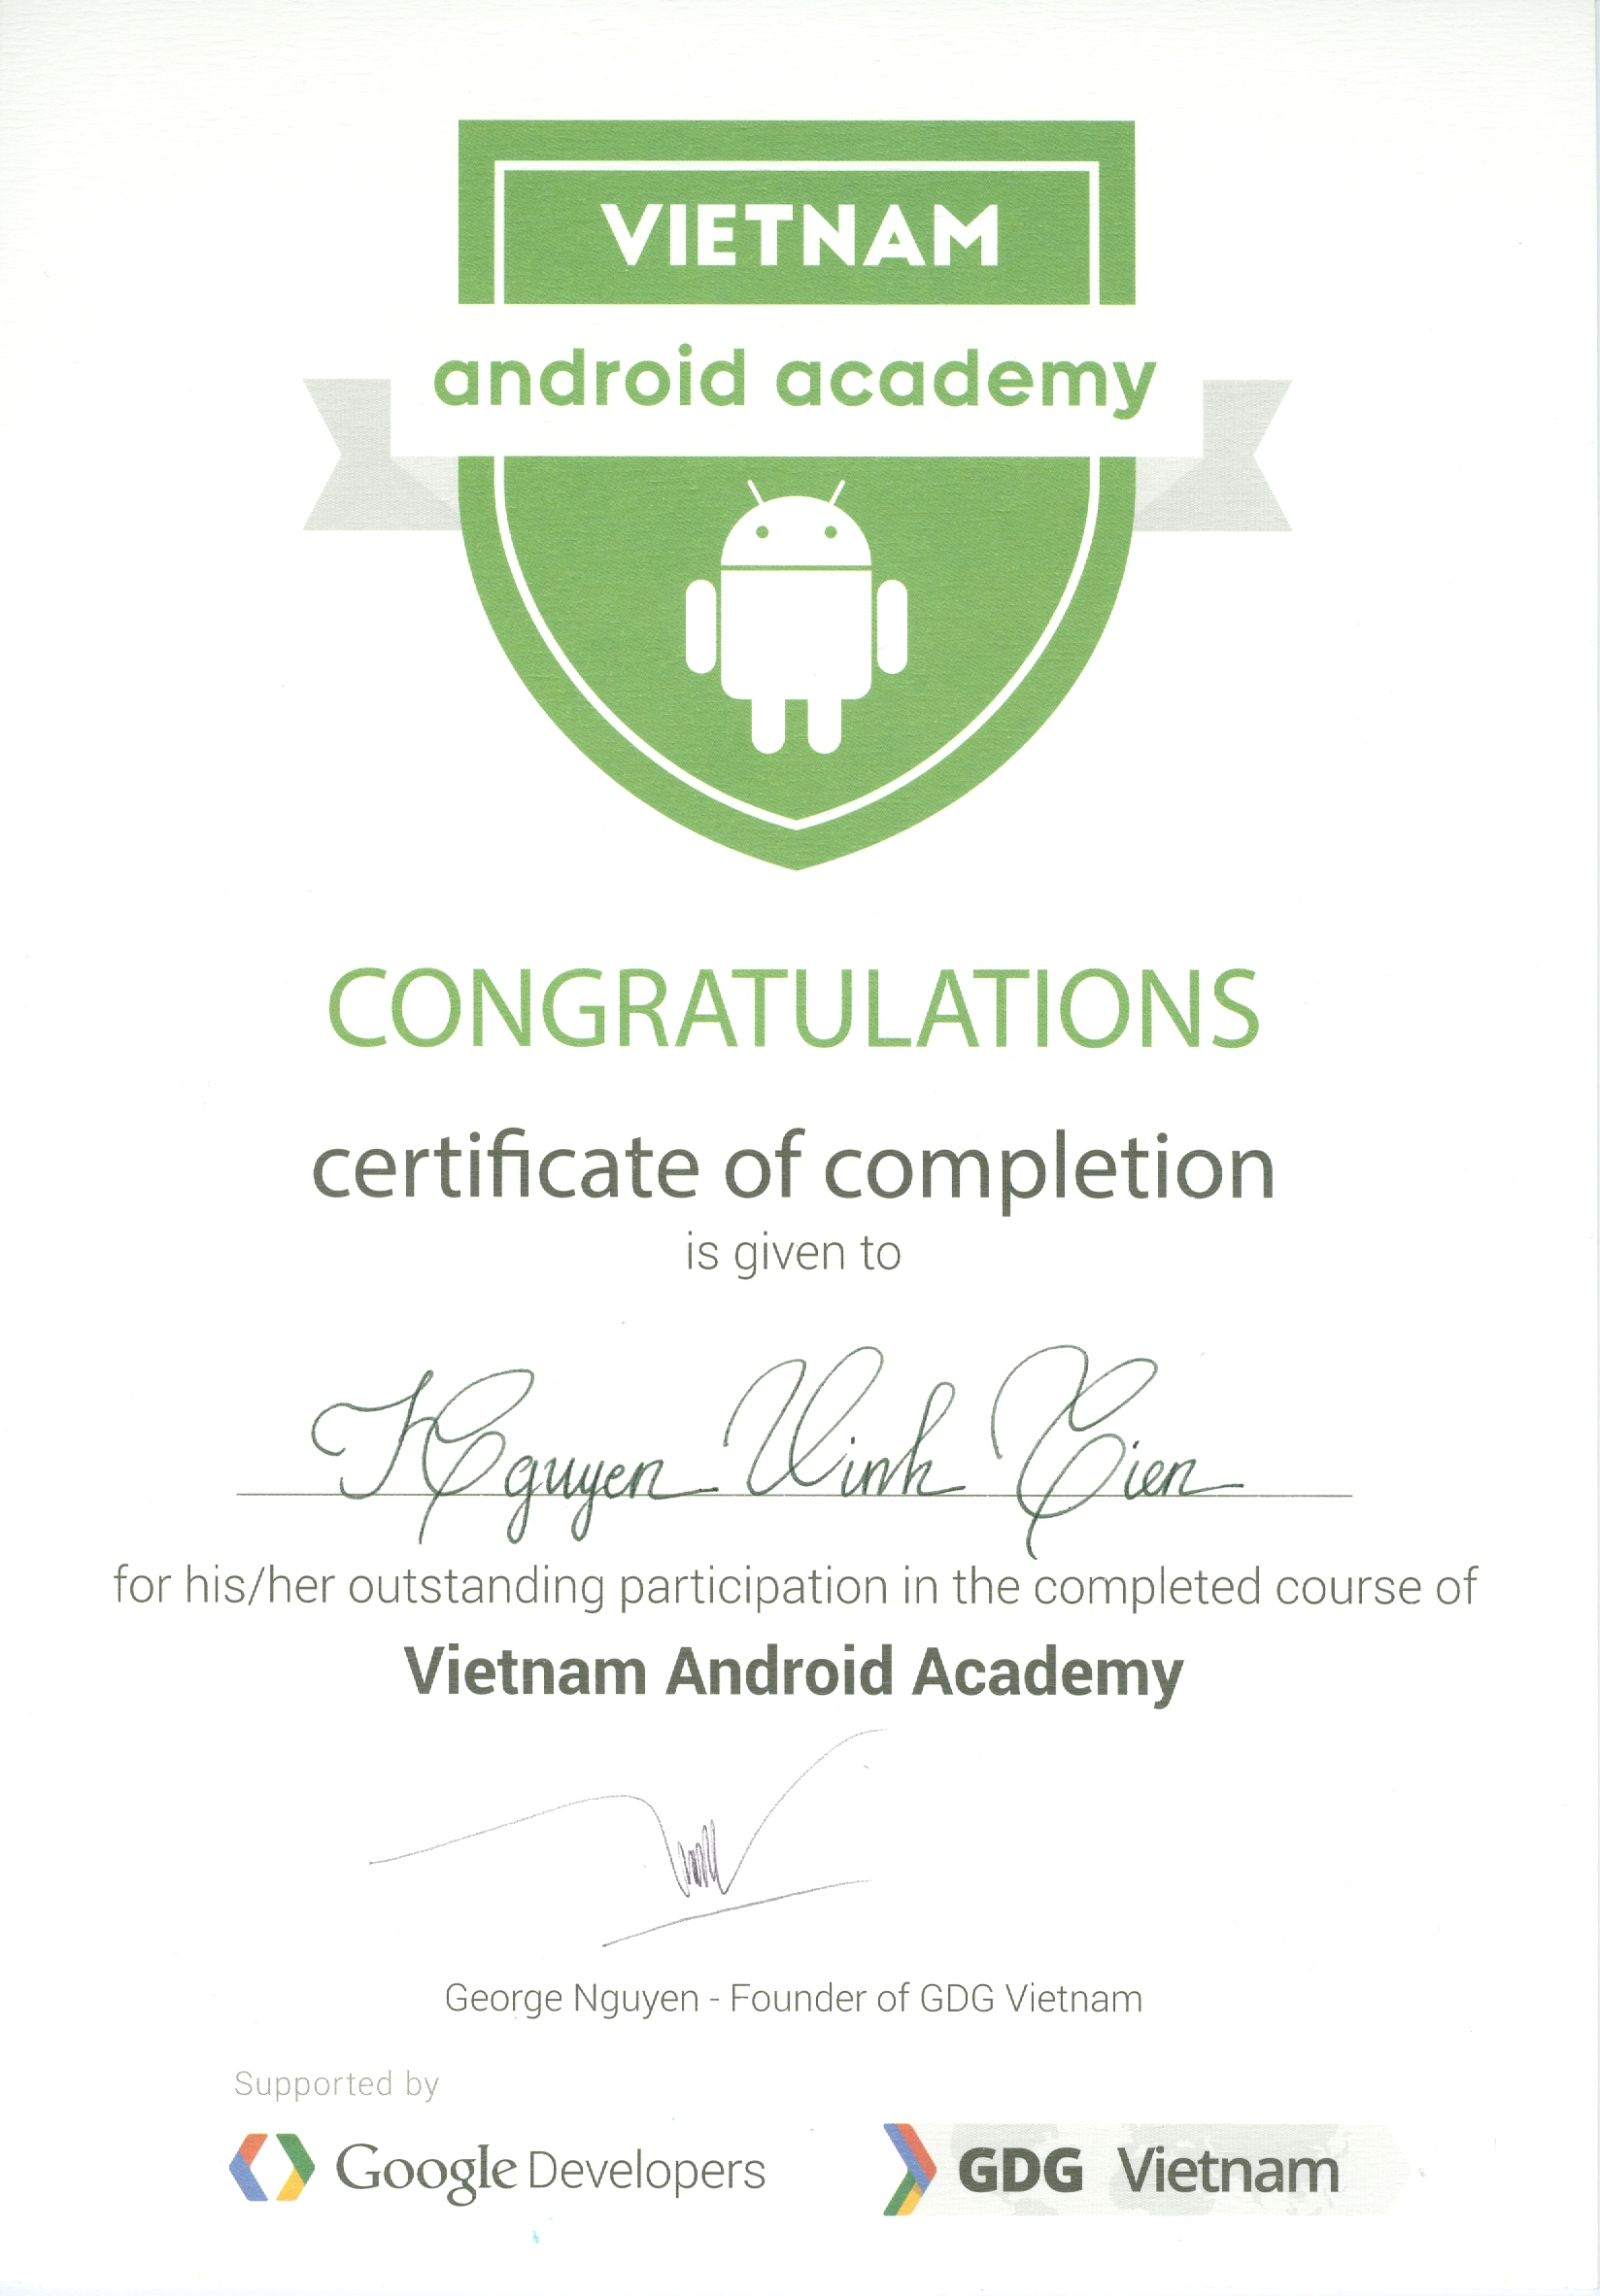 VIETNAM
android academy
CONGRATULATIONS
certificate of completion
is given to
Nguyen Vinh Tien
for his/her outstanding participation in the completed course of
Vietnam Android Academy
George Nguyen - Founder of GDG Vietnam
Supported by
Google Developers
GDG Vietnam